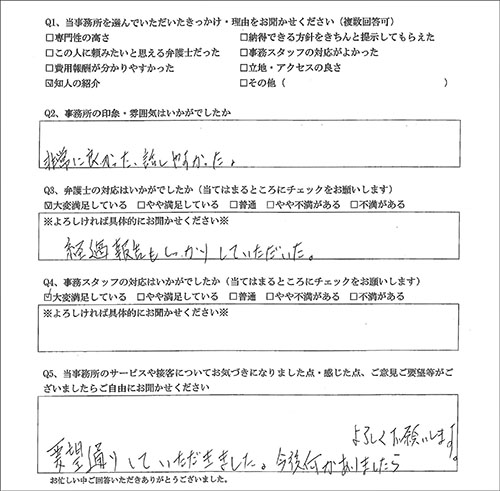 Q1、当事務所を選んでいただいたきっかけ・理由をお聞かせください（複数回答可）
□専門性の高さ □納得できる方針をきちんと提示してもらえた
□この人に頼みたいと思える弁護士だった □事務スタッフの対応がよかった
□費用報酬が分かりやすかった □立地・アクセスの良さ
☑知人の紹介 □その他（ ）
Q2、事務所の印象・雰囲気はいかがでしたか
非常に良かった、話しやすかった。
Q3、弁護士の対応はいかがでしたか（当てはまるところにチェックをお願いします）
☑大変満足している □やや満足している □普通 □やや不満がある □不満がある
※よろしければ具体的にお聞かせください※
経過報告もしっかりしていただいた。
Q4、事務スタッフの対応はいかがでしたか（当てはまるところにチェックをお願いします）
☑大変満足している □やや満足している □普通 □やや不満がある □不満がある
※よろしければ具体的にお聞かせください※
Q5、当事務所のサービスや接客についてお気づきになりました点・感じた点、ご意見ご要望等がご
ざいましたらご自由にお聞かせください
要望通りしていただきました。今後何かありましたら
よろしくお願いします。
お忙しい中ご回答いただきありがとうございました。